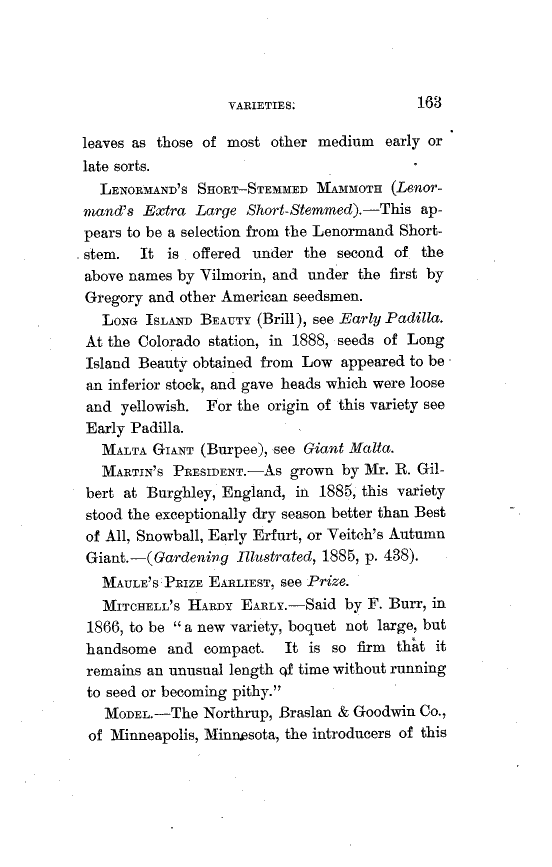 VARIETIES. 163
leaves as those of most other medium early or
late sorts.
LENORMAND'S SHORT-STEMMED MAMMOTH (Lenor-
mand's Extra Large Short-Stemmed).—This ap-
pears to be a selection from the Lenormand Short-
stem. It is offered under the second of the
above names by Vilmorin, and under the first by
Gregory and other American seedsmen.
LONG ISLAND BEAUTY (Brill), see Early Padilla.
At the Colorado station, in 1888, seeds of Long
Island Beauty obtained from Low appeared to be
an inferior stock, and gave heads which were loose
and yellowish. For the origin of this variety see
Early Padilla.
MALTA GIANT (Burpee), see Giant Malta.
MARTIN'S PRESIDENT.—As grown by Mr. R. Gil-
bert at Burghley, England, in 1885, this variety
stood the exceptionally dry season better than Best
of All, Snowball, Early Erfurt, or Veitch's Autumn
Giant.—(Gardening Illustrated, 1885, p. 438).
MAULE'S PRIZE EARLIEST, see Prize.
MITCHELL'S HARDY EARLY.—Said by F. Burr, in
1866, to be "a new variety, boquet not large, but
handsome and compact. It is so firm that it
remains an unusual length of time without running
to seed or becoming pithy."
MODEL.—The Northrup, Braslan & Goodwin Co.,
of Minneapolis, Minnesota, the introducers of this